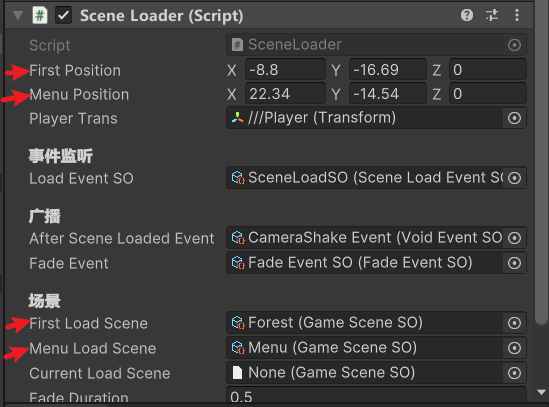 Scene Loader (Script)
Script SceneLoader
First Position X -8.8 Y -16.69 Z 0
Menu Position X 22.34 Y -14.54 Z 0
Player Trans ///Player (Transform)
事件监听
Load Event SO SceneLoadSO (Scene Load Event SO
广播
After Scene Loaded Event CameraShake Event (Void Event SO
Fade Event Fade Event SO (Fade Event SO)
场景
First Load Scene Forest (Game Scene SO)
Menu Load Scene Menu (Game Scene SO)
Current Load Scene None (Game Scene SO)
Fade Duration 0.5